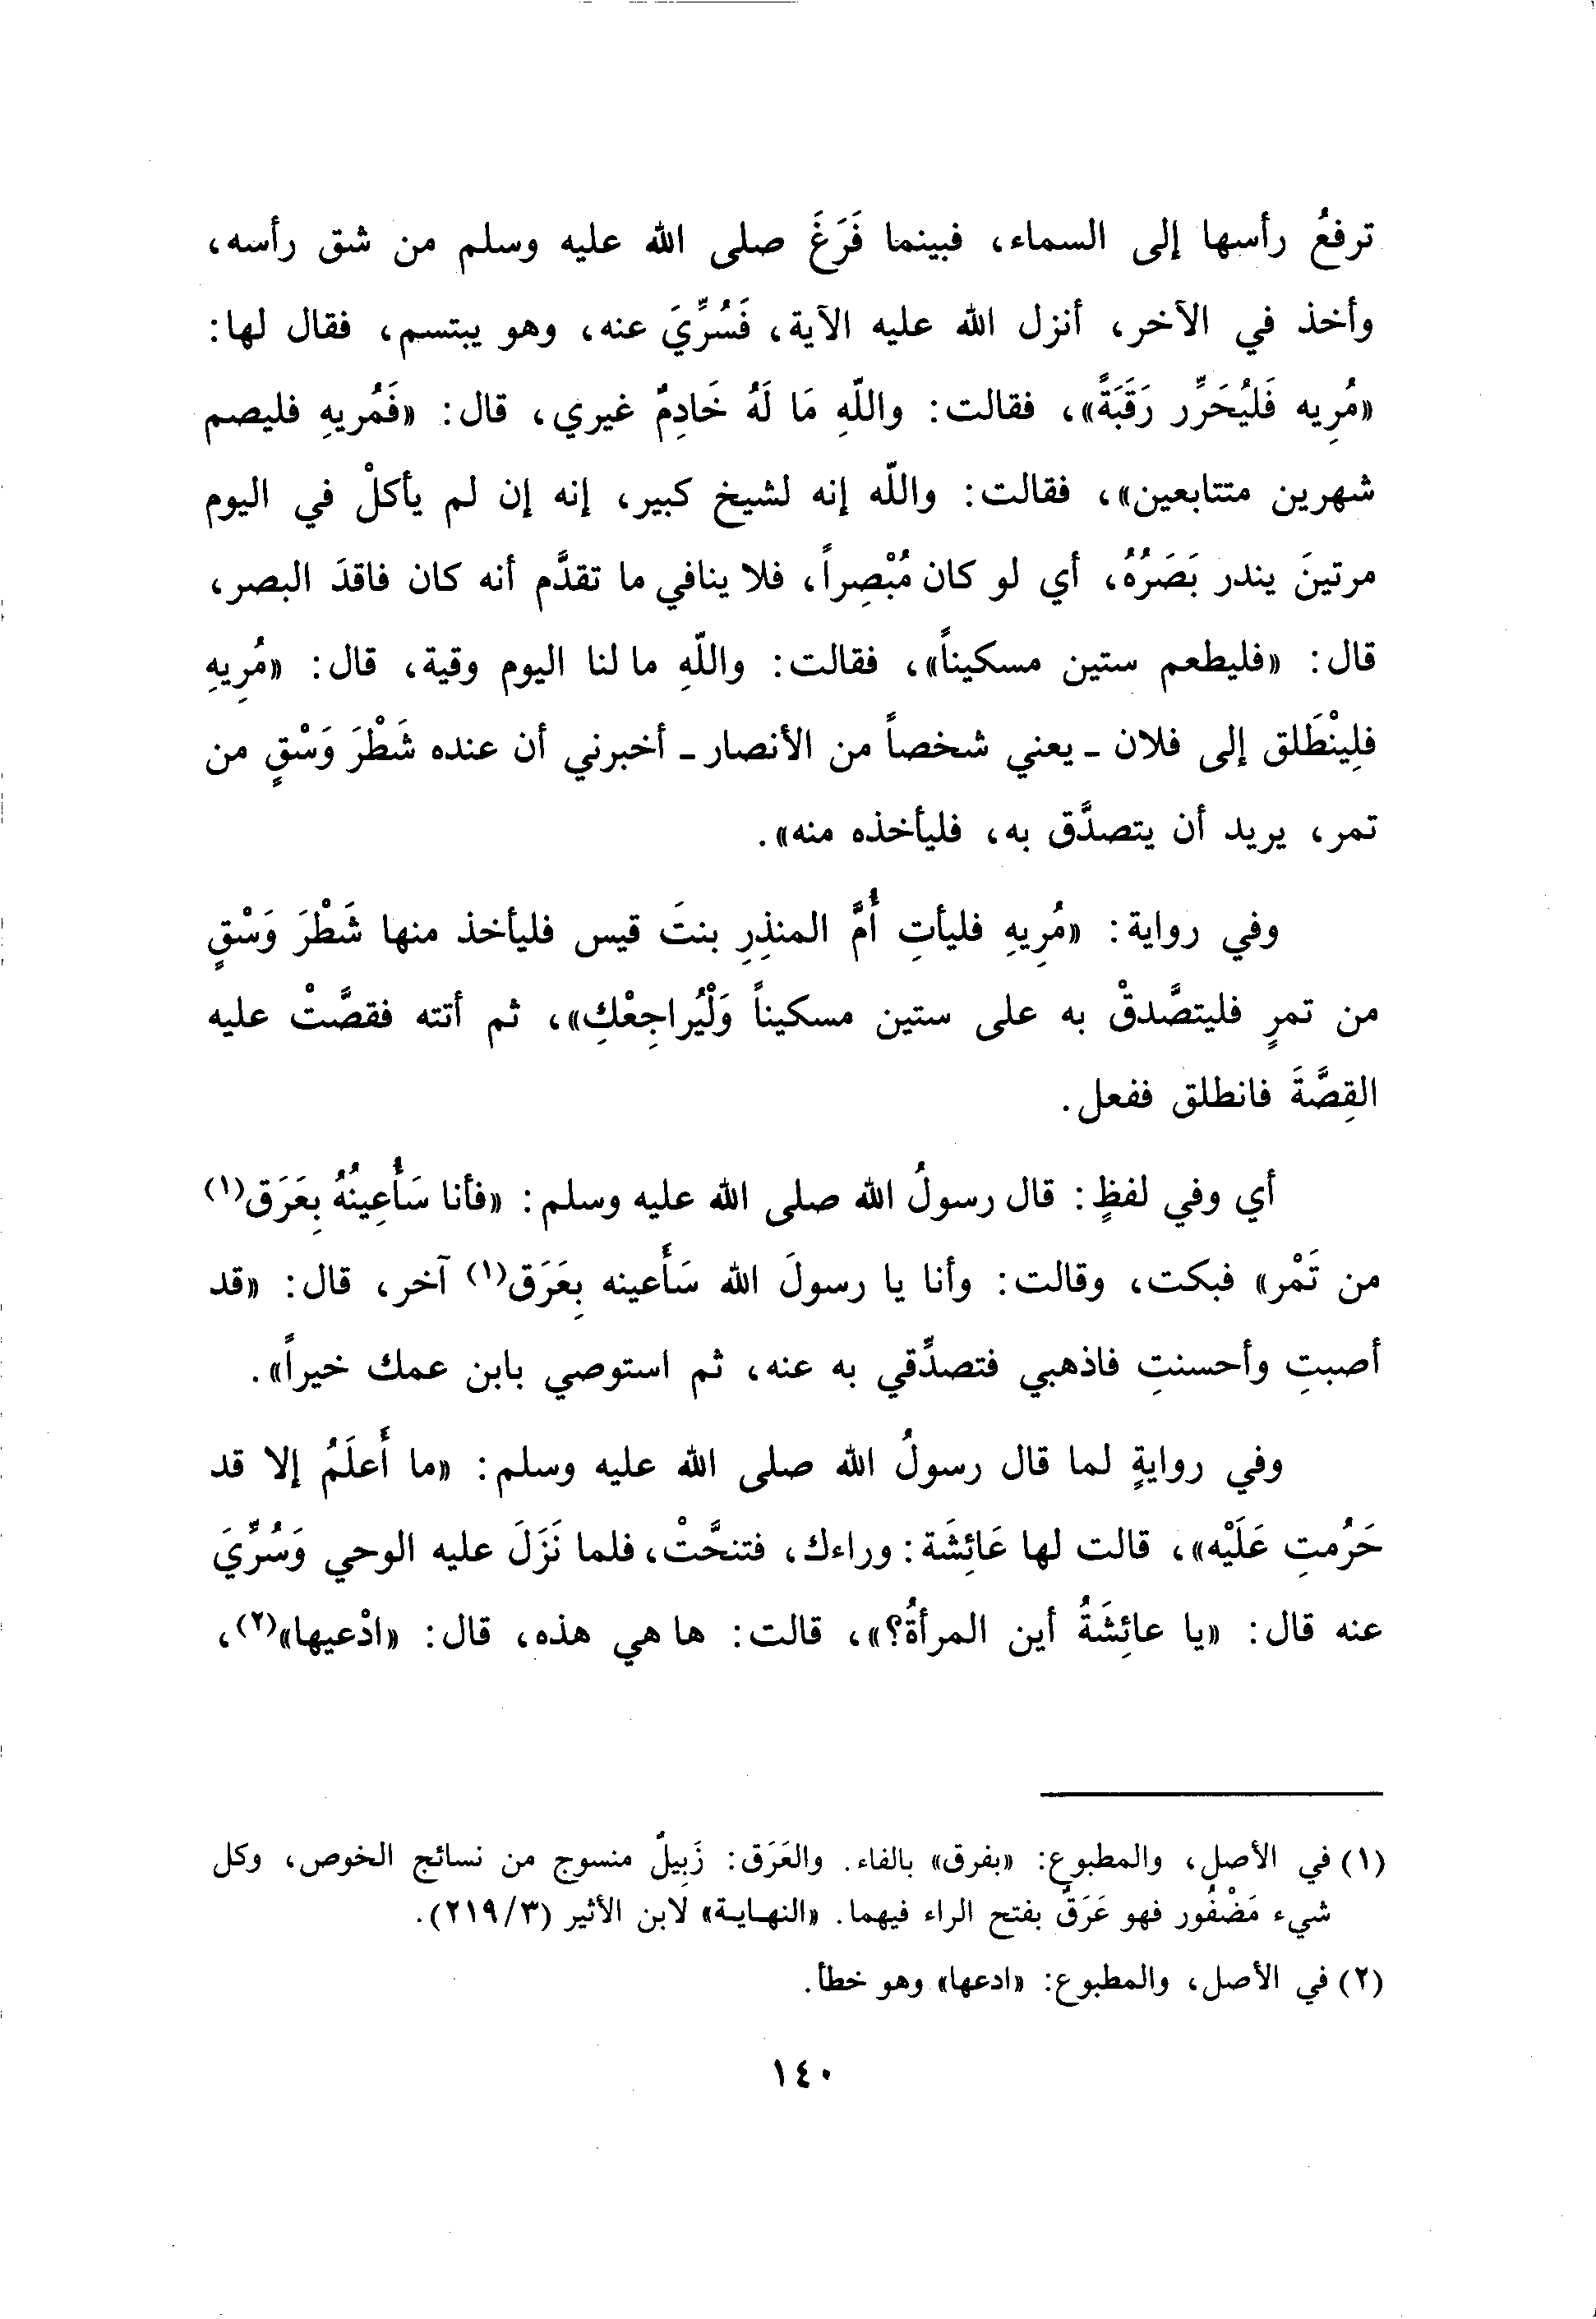 ترفعُ رأسها إلى السماء، فبينما فَرَغَ صلى الله عليه وسلم من شق رأسه،
وأخذ في الآخر، أنزل الله عليه الآية، فَسُرِّيَ عنه، وهو يبتسم، فقال لها:
«مُرِيه فَلْيُحَرِّر رَقَبَةً»، فقالت: واللّهِ مَا لَهُ خَادِمٌ غيري، قال: «فَمُريهِ فليصم
شهرين متتابعين»، فقالت: واللّه إنه لشيخ كبير، إنه إن لم يأكلْ في اليوم
مرتينَ يندر بَصَرُهُ، أي لو كان مُبْصِراً، فلا ينافي ما تقدَّم أنه كان فاقدَ البصر،
قال: «فليطعم ستين مسكيناً»، فقالت: واللّهِ ما لنا اليوم وقية، قال: «مُرِيهِ
فلِينْطَلق إلى فلان - يعني شخصاً من الأنصار - أخبرني أن عنده شَطْرَ وَسْقٍ من
تمر، يريد أن يتصدَّق به، فليأخذه منه».
وفي رواية: «مُرِيهِ فليأتِ أُمَّ المنذِرِ بنتَ قيس فليأخذ منها شَطْرَ وَسْقٍ
من تمرٍ فليتصَّدقْ به على ستين مسكيناً وَلْيُراجِعْكِ»، ثم أتته فقصَّتْ عليه
القِصَّةَ فانطلق ففعل.
أي وفي لفظٍ: قال رسولُ الله صلى الله عليه وسلم: «فأنا سَأُعِينُهُ بِعَرَق(١)
من تَمْر» فبكت، وقالت: وأنا يا رسولَ الله سَأَعينه بِعَرَق(١) آخر، قال: «قد
أصبتِ وأحسنتِ فاذهبي فتصدِّقي به عنه، ثم استوصي بابن عمك خيراً».
وفي روايةٍ لما قال رسولُ الله صلى الله عليه وسلم: «ما أَعلَمُ إلا قد
حَرُمتِ عَلَيْه»، قالت لها عَائِشَة: وراءك، فتنحَّتْ، فلما نَزَلَ عليه الوحي وَسُرِّيَ
عنه قال: «يا عائِشَةُ أين المرأةُ؟»، قالت: ها هي هذه، قال: «ادْعيها»(٢)،
(١) في الأصل، والمطبوع: «بفرق» بالفاء. والعَرَق: زَبِيلٌ منسوج من نسائج الخوص، وكل
شيء مَضْفُور فهو عَرَقٌ بفتح الراء فيهما. «النهاية» لابن الأثير (٢١٩/٣).
(٢) في الأصل، والمطبوع: «ادعها» وهو خطأ.
١٤٠